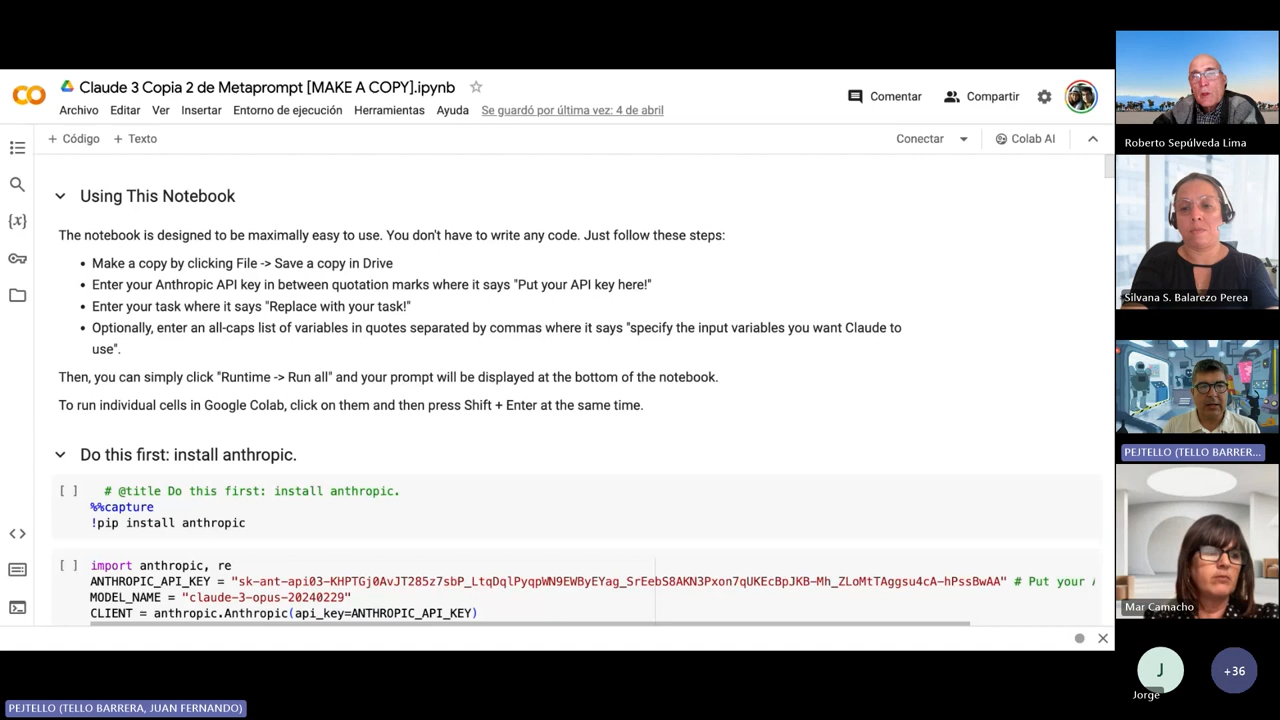 Claude 3 Copia 2 de Metaprompt [MAKE A COPY].ipynb
Archivo Editar Ver Insertar Entorno de ejecución Herramientas Ayuda Se guardó por última vez: 4 de abril
Comentar Compartir
+ Código + Texto
Conectar Colab AI
Using This Notebook
The notebook is designed to be maximally easy to use. You don't have to write any code. Just follow these steps:
• Make a copy by clicking File -> Save a copy in Drive
• Enter your Anthropic API key in between quotation marks where it says "Put your API key here!"
• Enter your task where it says "Replace with your task!"
• Optionally, enter an all-caps list of variables in quotes separated by commas where it says "specify the input variables you want Claude to
use".
Then, you can simply click "Runtime -> Run all" and your prompt will be displayed at the bottom of the notebook.
To run individual cells in Google Colab, click on them and then press Shift + Enter at the same time.
Do this first: install anthropic.
[ ] # @title Do this first: install anthropic.
%%capture
!pip install anthropic
[ ] import anthropic, re
ANTHROPIC_API_KEY = "[API key redacted]" # Put your
MODEL_NAME = "claude-3-opus-20240229"
CLIENT = anthropic.Anthropic(api_key=ANTHROPIC_API_KEY)
Roberto Sepúlveda Lima
Silvana S. Balarezo Perea
PEJTELLO (TELLO BARRER...
Mar Camacho
J
Jorge
+36
PEJTELLO (TELLO BARRERA, JUAN FERNANDO)